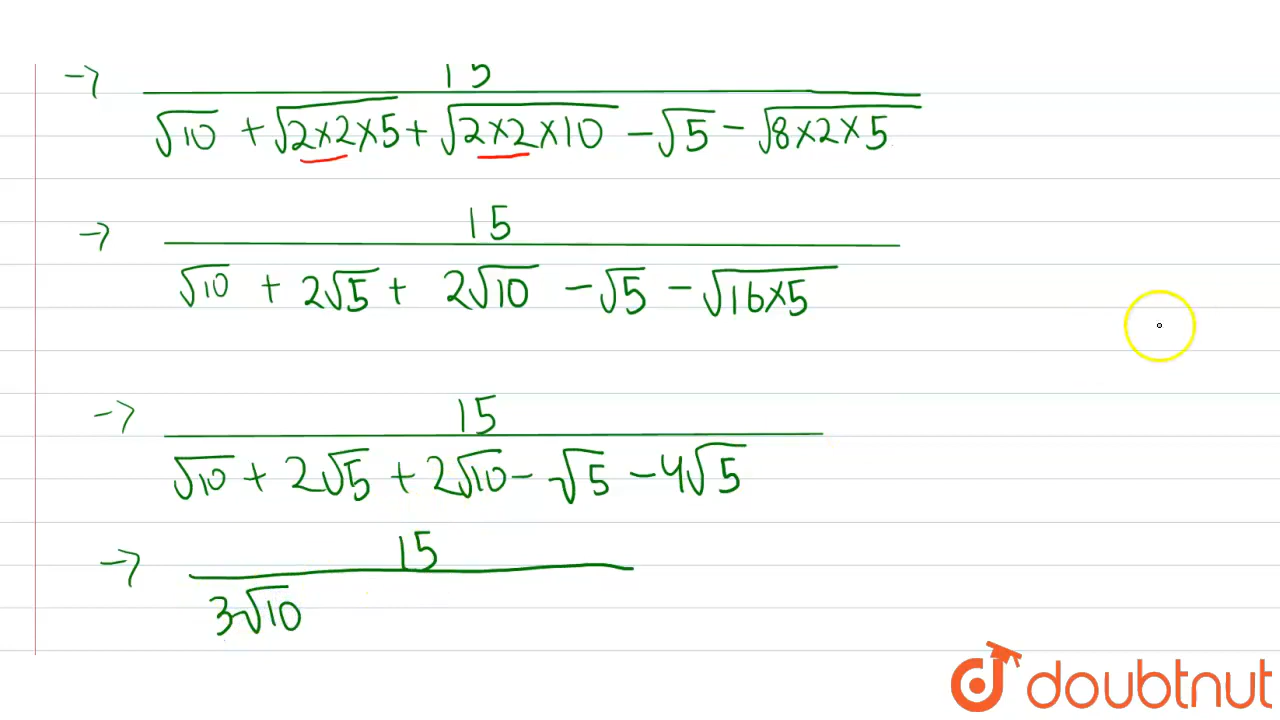 → 15
√10 + √2×2×5 + √2×2×10 - √5 - √8×2×5
→ 15
√10 + 2√5 + 2√10 - √5 - √16×5
→ 15
√10 + 2√5 + 2√10 - √5 - 4√5
→ 15
3√10
doubtnut